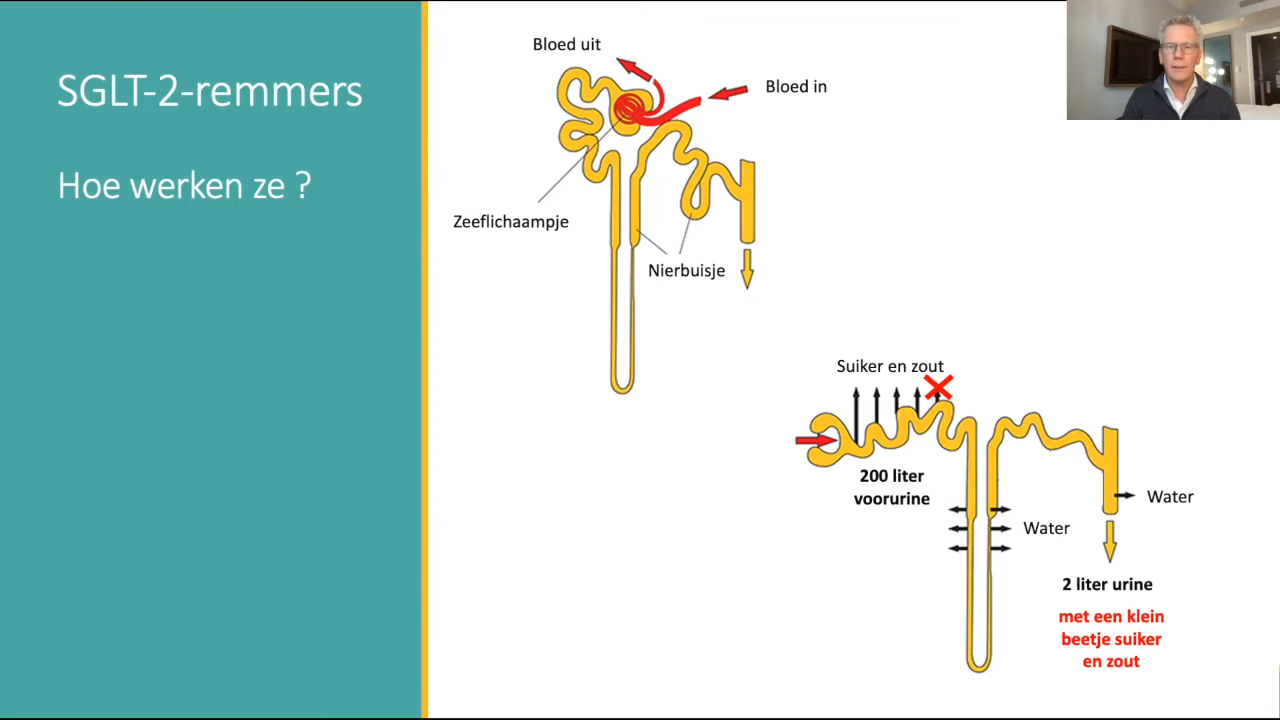 SGLT-2-remmers
Hoe werken ze ?
Bloed uit
Bloed in
Zeeflichaampje
Nierbuisje
Suiker en zout
200 liter
voorurine
Water
Water
2 liter urine
met een klein
beetje suiker
en zout